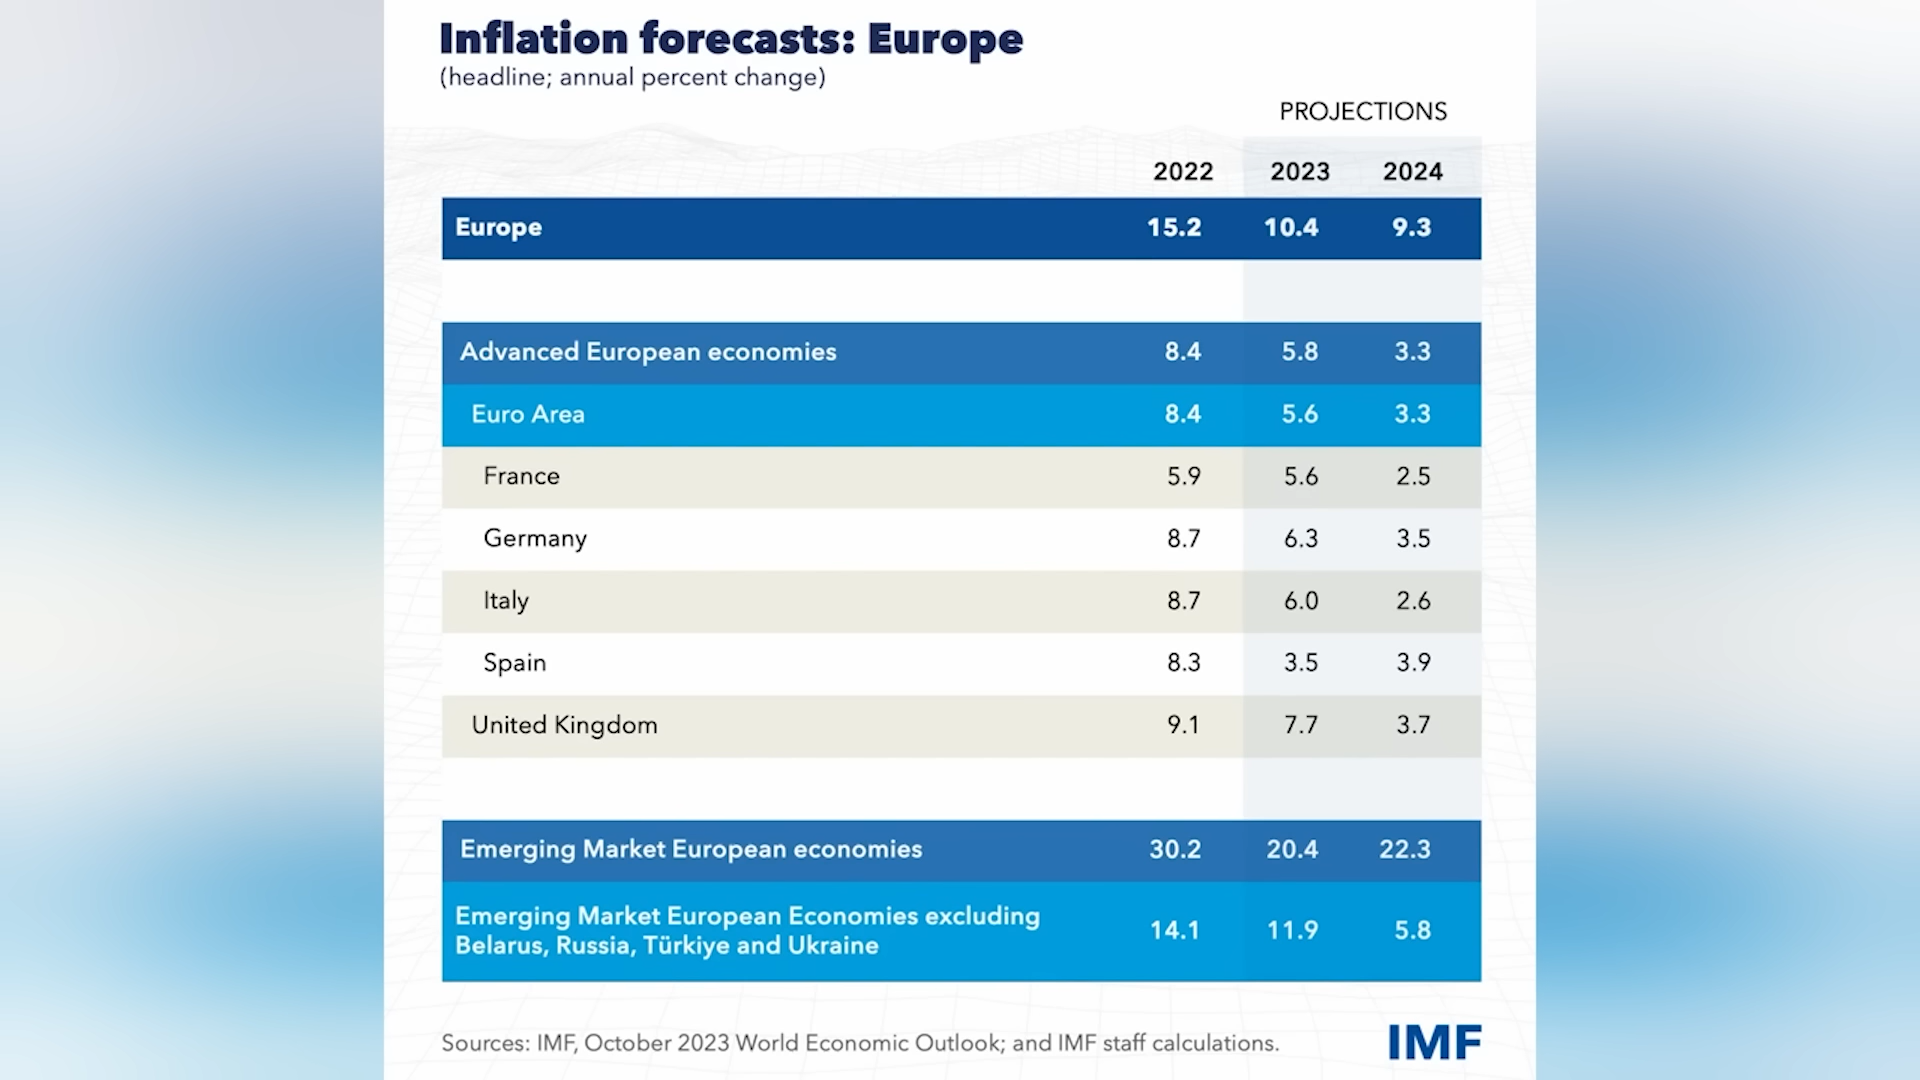 Inflation forecasts: Europe
(headline; annual percent change)
PROJECTIONS
2022 2023 2024
Europe 15.2 10.4 9.3
Advanced European economies 8.4 5.8 3.3
Euro Area 8.4 5.6 3.3
France 5.9 5.6 2.5
Germany 8.7 6.3 3.5
Italy 8.7 6.0 2.6
Spain 8.3 3.5 3.9
United Kingdom 9.1 7.7 3.7
Emerging Market European economies 30.2 20.4 22.3
Emerging Market European Economies excluding
Belarus, Russia, Türkiye and Ukraine 14.1 11.9 5.8
Sources: IMF, October 2023 World Economic Outlook; and IMF staff calculations.
IMF